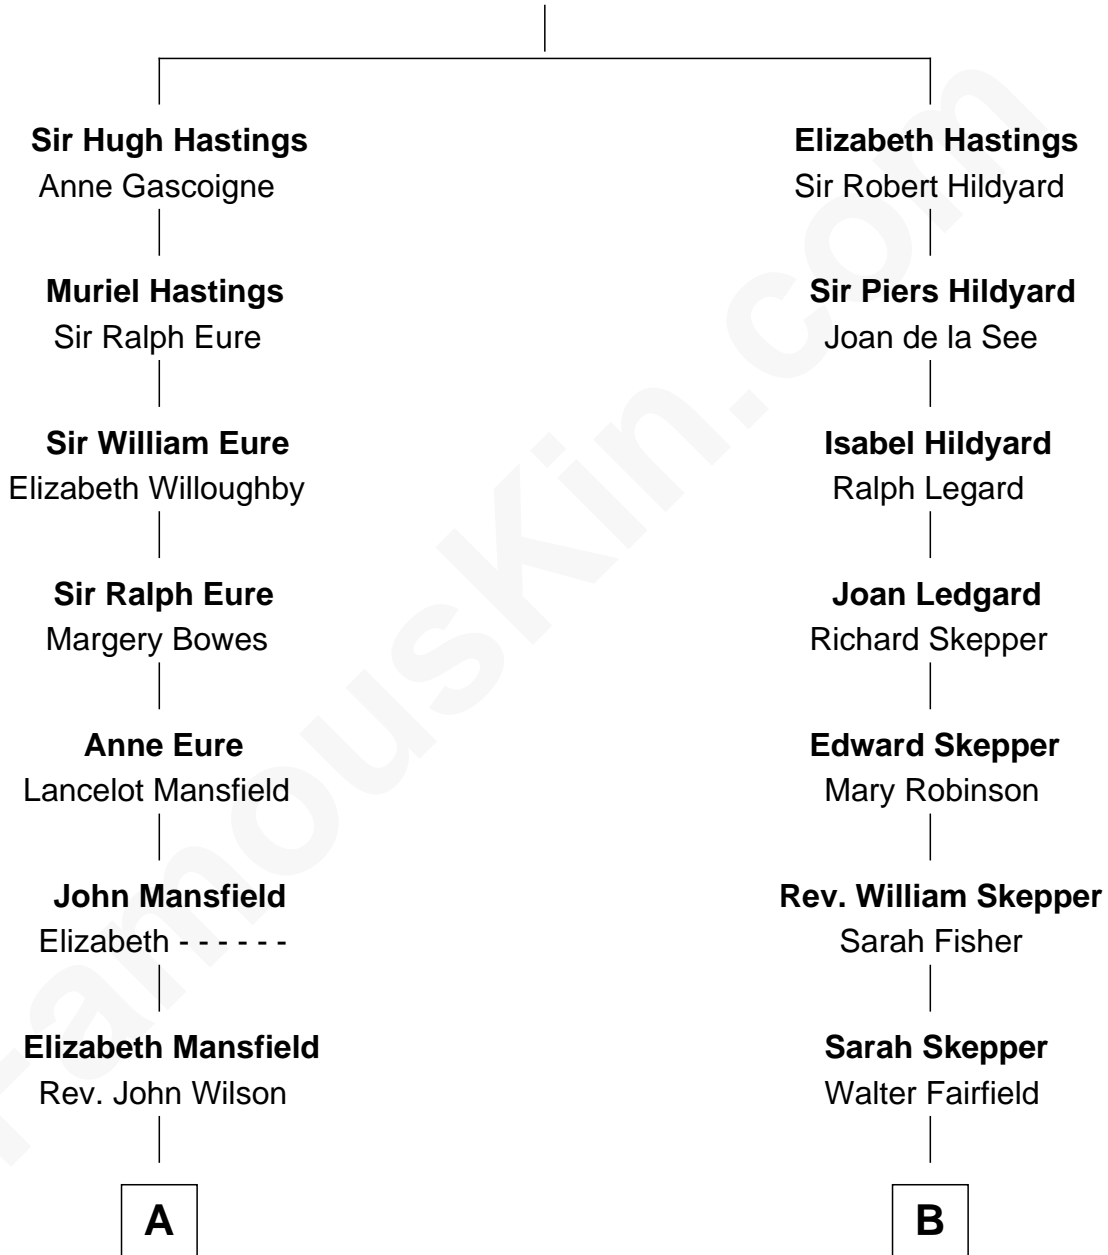 Sir Hugh Hastings
Anne Gascoigne
Elizabeth Hastings
Sir Robert Hildyard
Muriel Hastings
Sir Ralph Eure
Sir Piers Hildyard
Joan de la See
Sir William Eure
Elizabeth Willoughby
Isabel Hildyard
Ralph Legard
Sir Ralph Eure
Margery Bowes
Joan Ledgard
Richard Skepper
Anne Eure
Lancelot Mansfield
Edward Skepper
Mary Robinson
John Mansfield
Elizabeth - - - - - -
Rev. William Skepper
Sarah Fisher
Elizabeth Mansfield
Rev. John Wilson
Sarah Skepper
Walter Fairfield
A
B
FamousKin.com